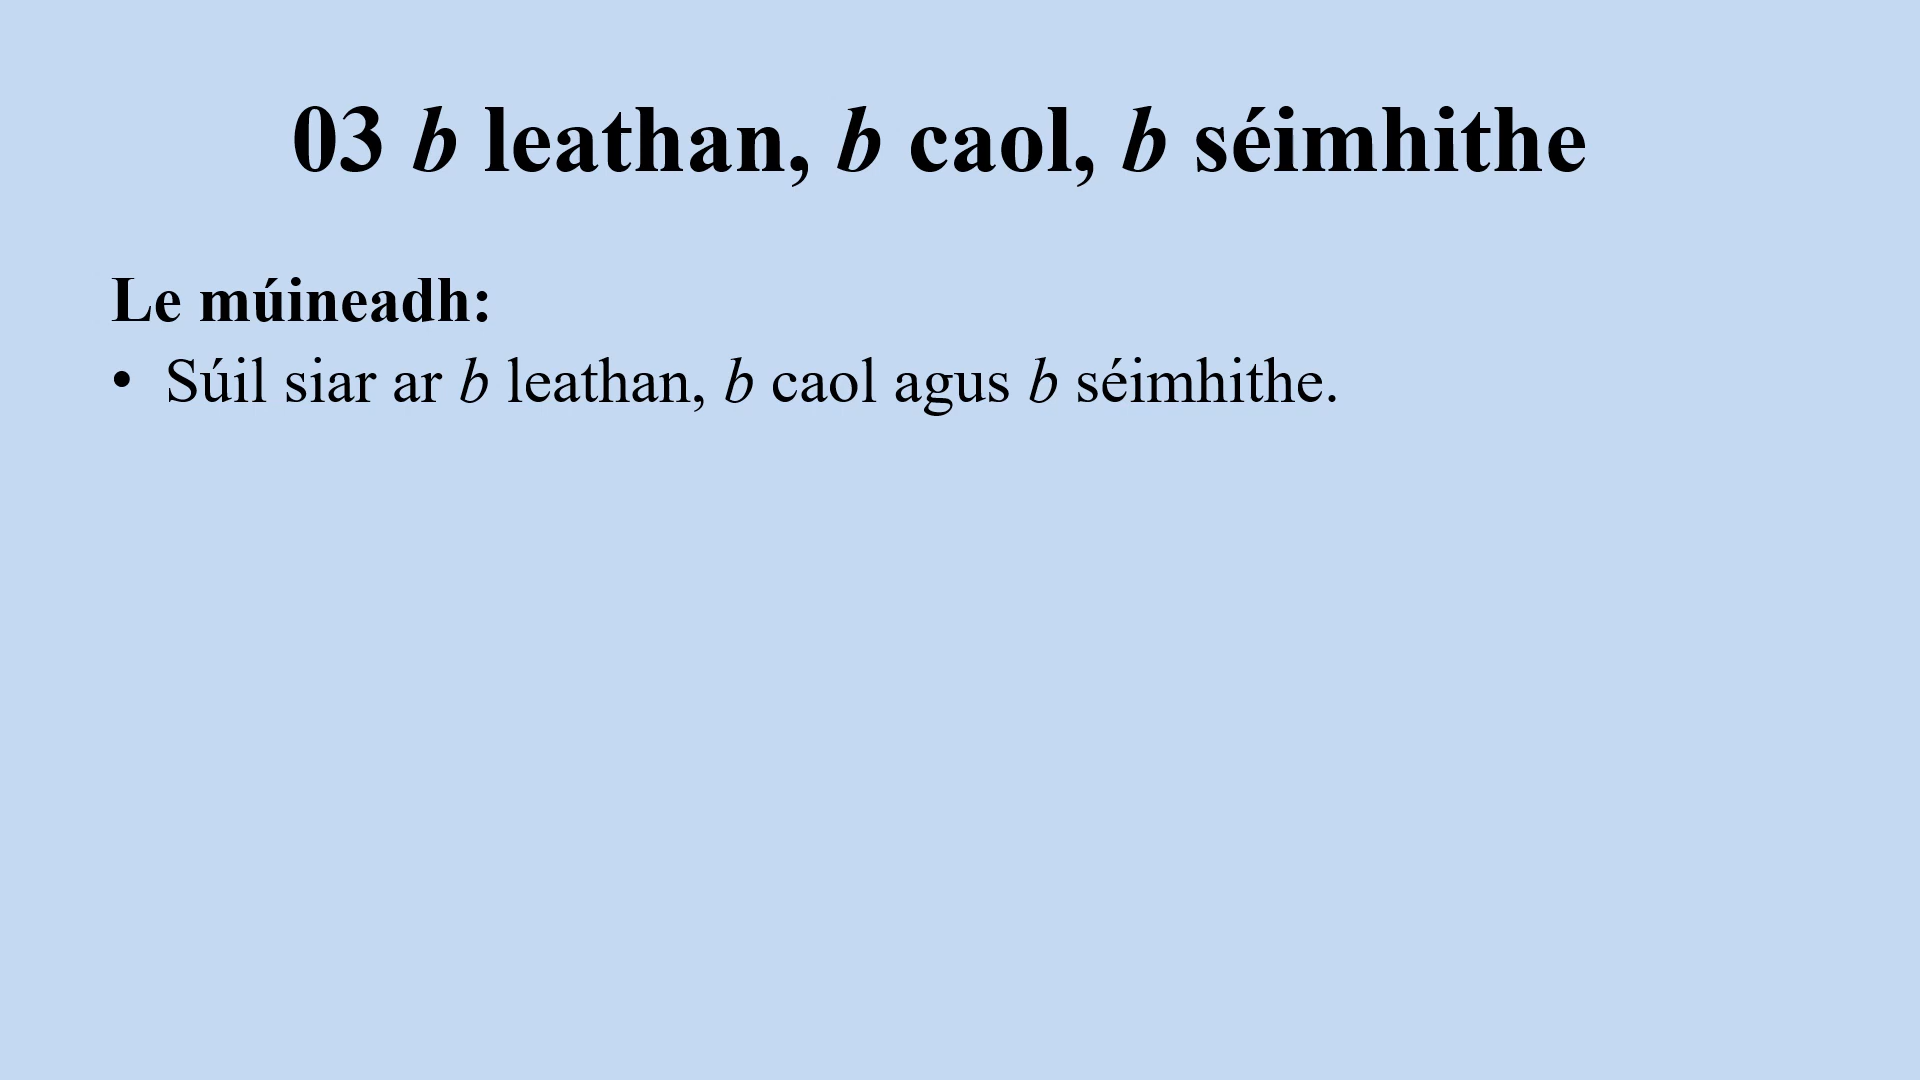 03 b leathan, b caol, b séimhithe
Le múineadh:
• Súil siar ar b leathan, b caol agus b séimhithe.